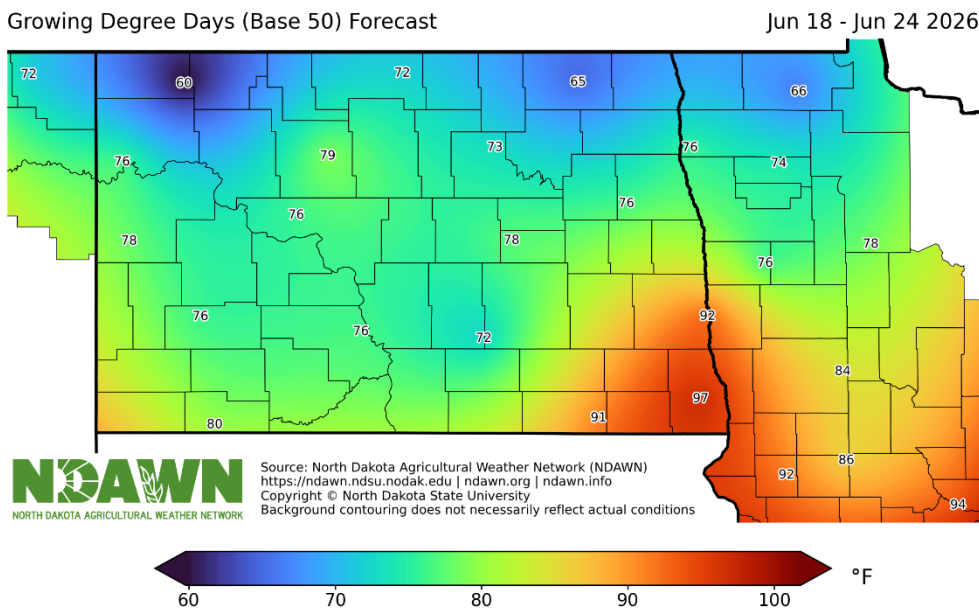 Growing Degree Days (Base 50) Forecast
Jun 18 - Jun 24 2026
72
60
72
65
66
76
79
73
76
74
76
76
78
78
78
76
76
76
72
92
84
80
91
97
86
92
94
NDAWN
NORTH DAKOTA AGRICULTURAL WEATHER NETWORK
Source: North Dakota Agricultural Weather Network (NDAWN)
https://ndawn.ndsu.nodak.edu | ndawn.org | ndawn.info
Copyright © North Dakota State University
Background contouring does not necessarily reflect actual conditions
60 70 80 90 100
°F